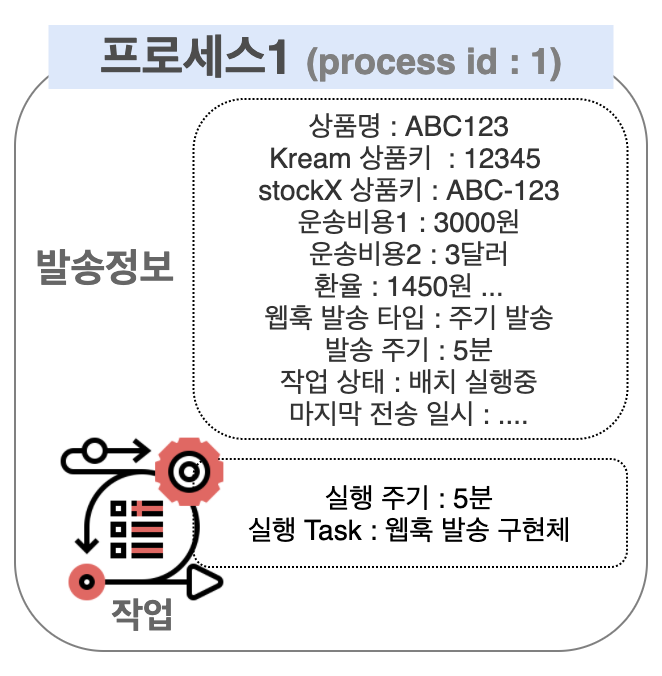 프로세스1 (process id : 1)
상품명 : ABC123
Kream 상품키 : 12345
stockX 상품키 : ABC-123
운송비용1 : 3000원
운송비용2 : 3달러
환율 : 1450원 ...
웹훅 발송 타입 : 주기 발송
발송 주기 : 5분
작업 상태 : 배치 실행중
마지막 전송 일시 : ....
발송정보
실행 주기 : 5분
실행 Task : 웹훅 발송 구현체
작업